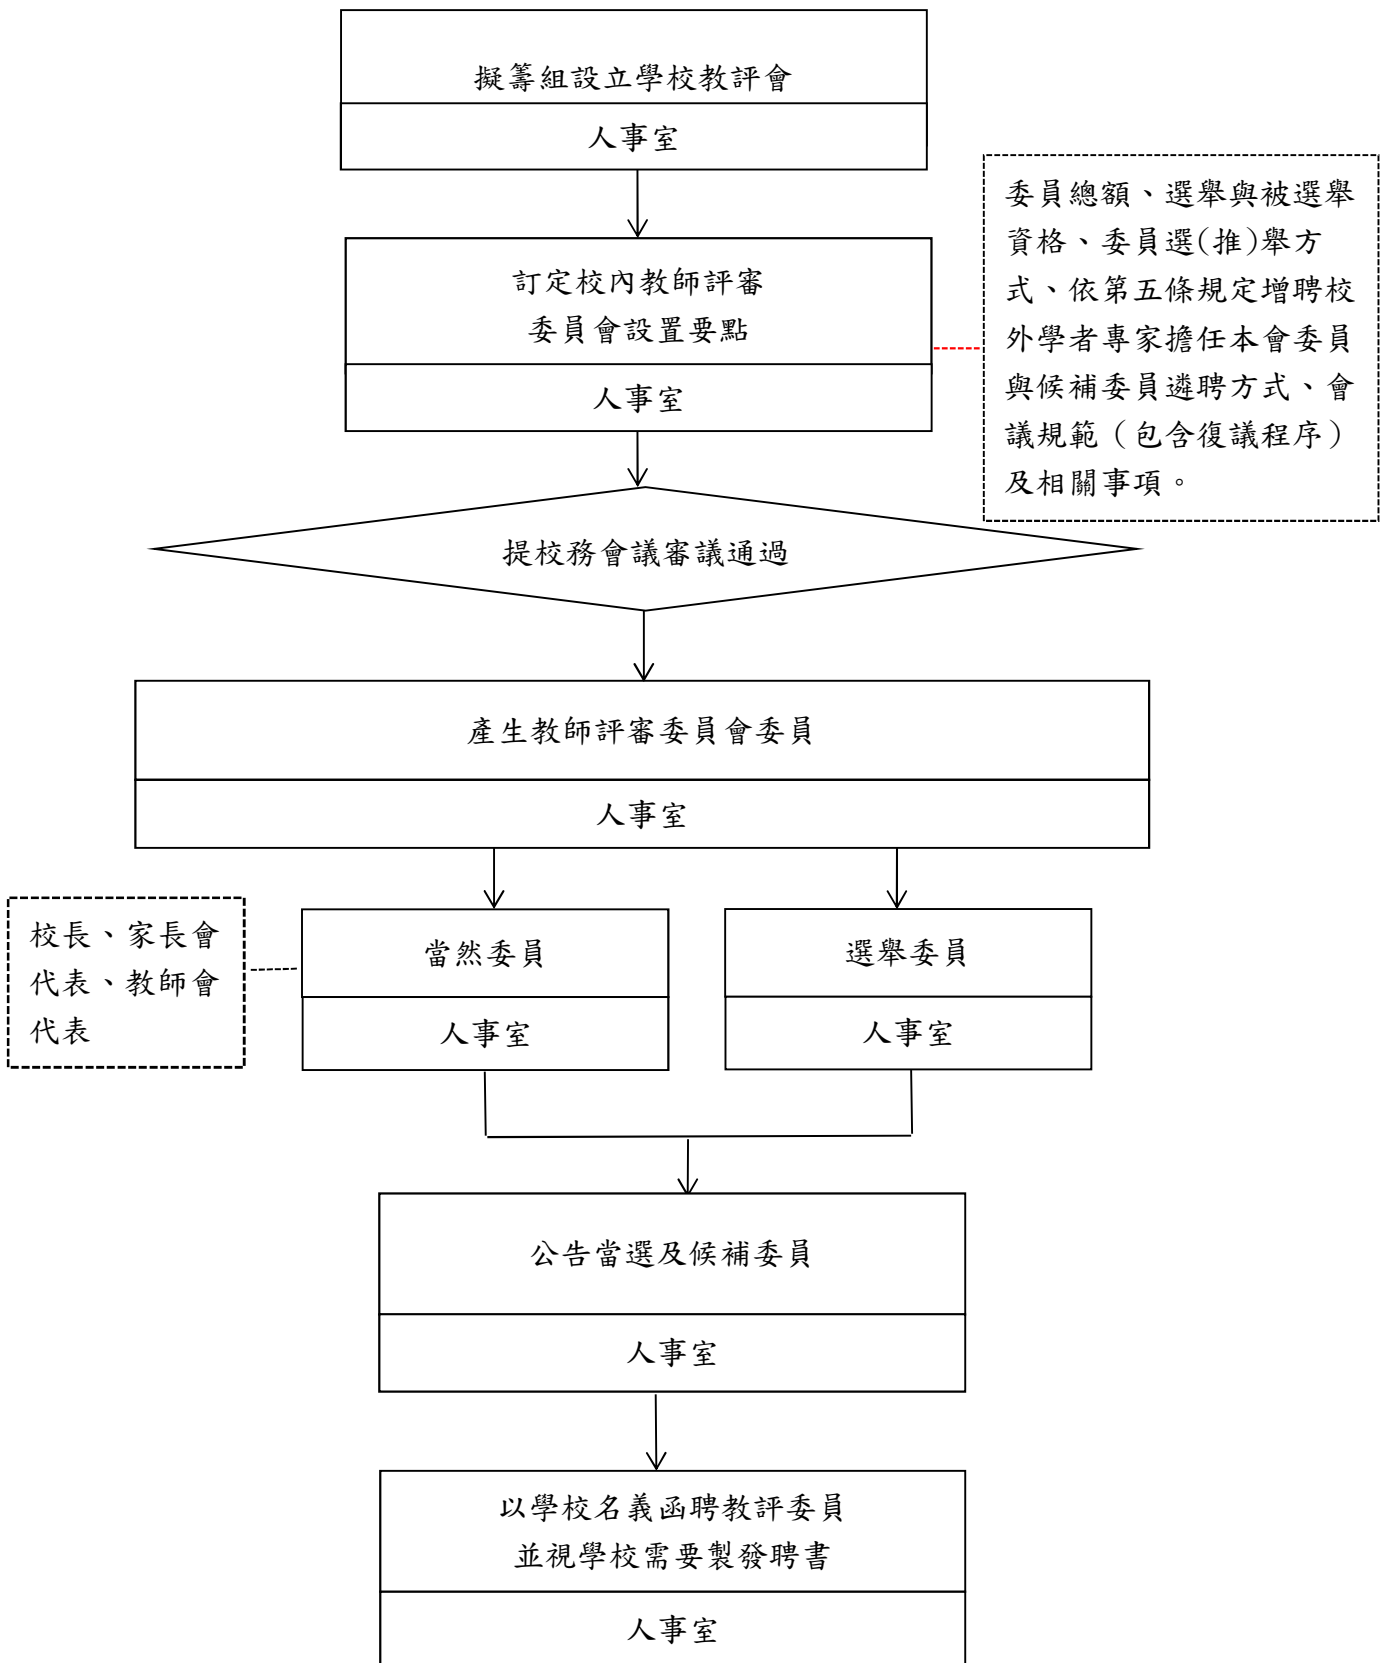 擬籌組設立學校教評會
人事室
訂定校內教師評審
委員會設置要點
人事室
委員總額、選舉與被選舉
資格、委員選(推)舉方
式、依第五條規定增聘校
外學者專家擔任本會委員
與候補委員遴聘方式、會
議規範（包含復議程序）
及相關事項。
提校務會議審議通過
產生教師評審委員會委員
人事室
校長、家長會
代表、教師會
代表
當然委員
人事室
選舉委員
人事室
公告當選及候補委員
人事室
以學校名義函聘教評委員
並視學校需要製發聘書
人事室